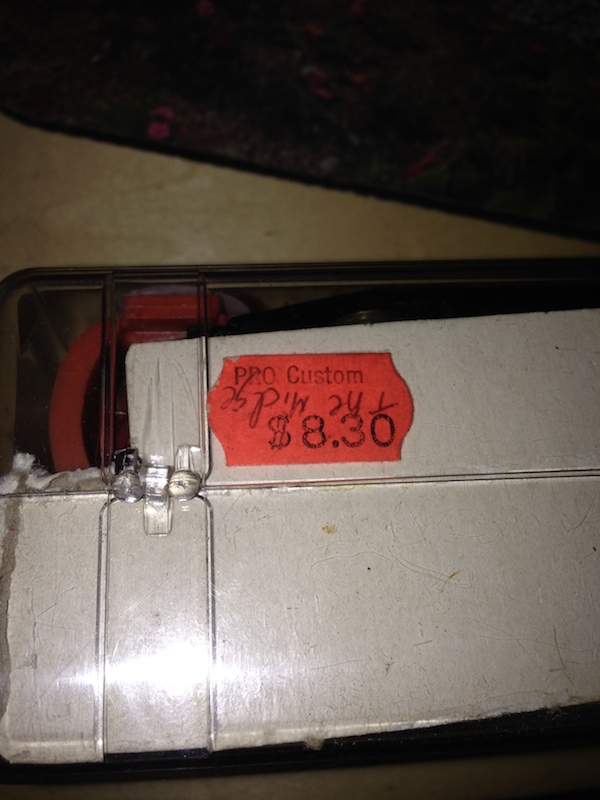 PRO Custom
The Midge
$8.30